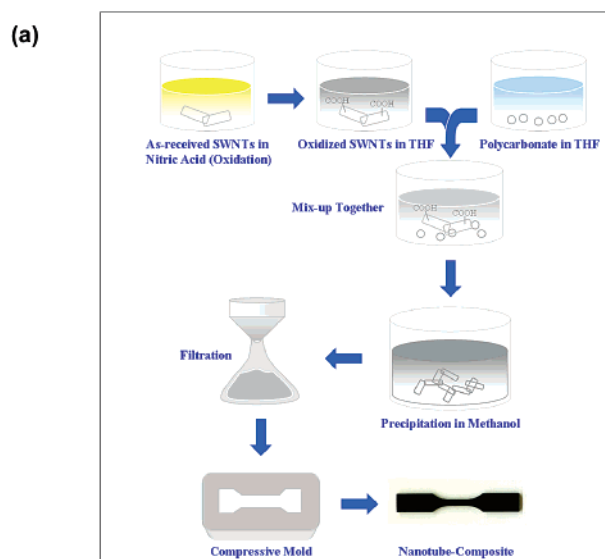 (a)
COOH
COOH
As-received SWNTs in
Nitric Acid (Oxidation)
Oxidized SWNTs in THF
Polycarbonate in THF
Mix-up Together
COOH
COOH
Filtration
Precipitation in Methanol
Compressive Mold
Nanotube-Composite